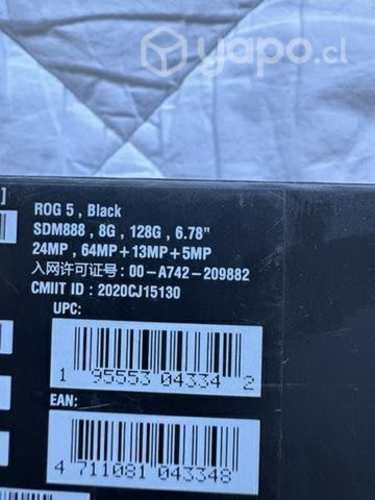 yapo.cl
]
ROG 5 , Black
SDM888 , 8G , 128G , 6.78"
24MP , 64MP+13MP+5MP
入网许可证号: 00-A742-209882
CMIIT ID : 2020CJ15130
UPC:
1 95553 04334 2
EAN:
4 711081 043348